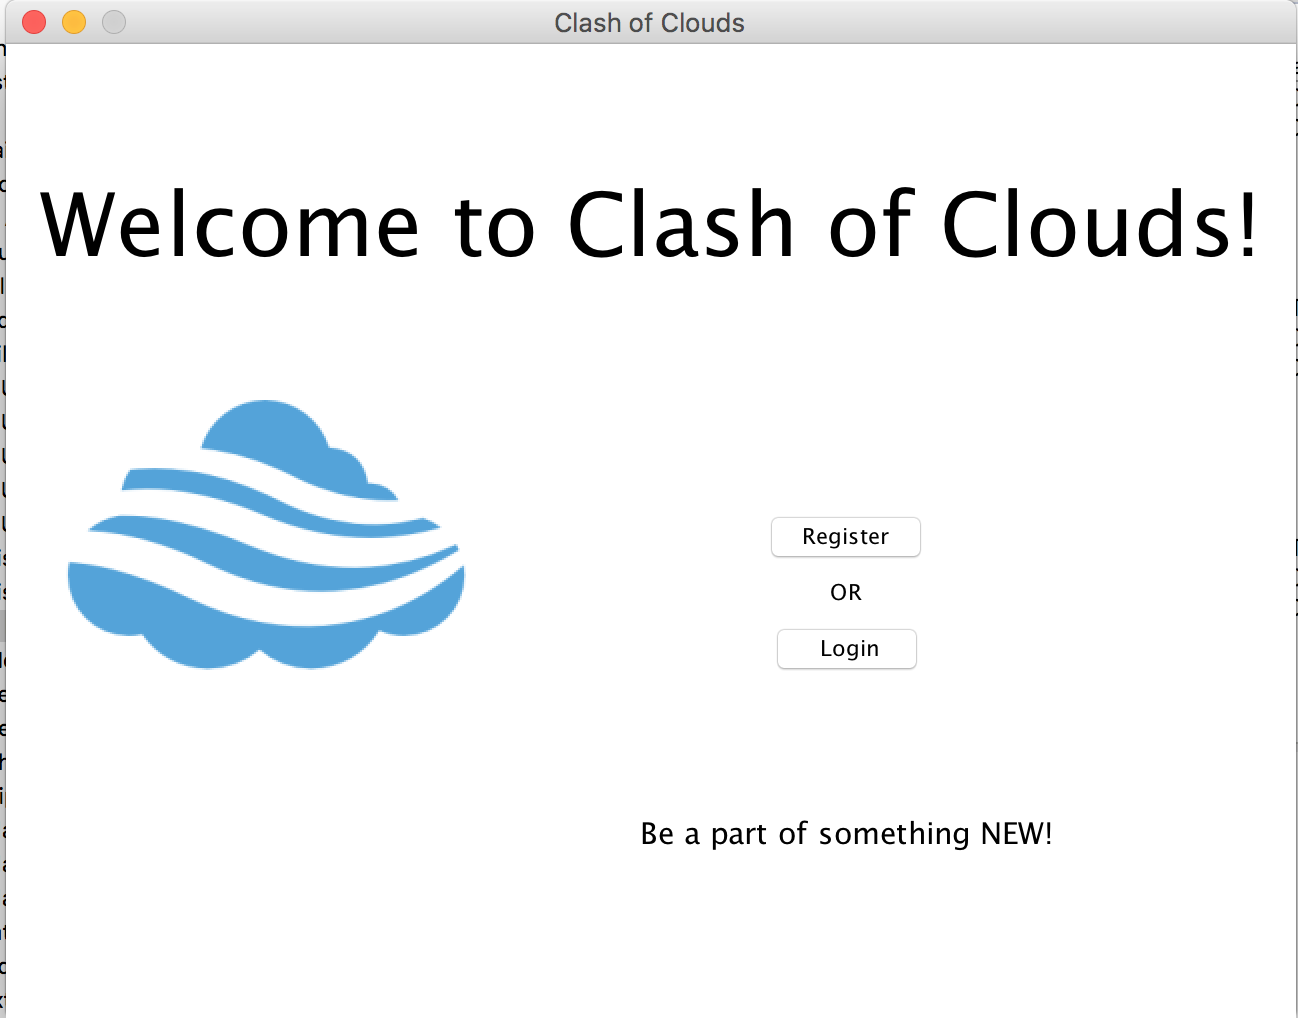 Clash of Clouds
Welcome to Clash of Clouds!
Register
OR
Login
Be a part of something NEW!